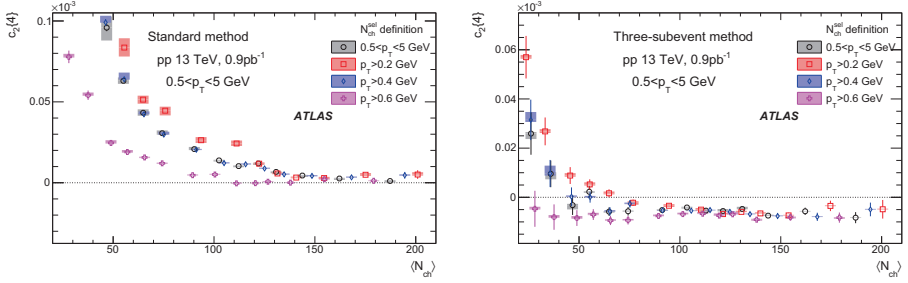 ×10⁻³
c₂{4}
0.1
0.05
0
Standard method
pp 13 TeV, 0.9pb⁻¹
0.5<p_T<5 GeV
N_ch^sel definition
0.5<p_T<5 GeV
p_T>0.2 GeV
p_T>0.4 GeV
p_T>0.6 GeV
ATLAS
50 100 150 200
⟨N_ch⟩
×10⁻³
c₂{4}
0.06
0.04
0.02
0
Three-subevent method
pp 13 TeV, 0.9pb⁻¹
0.5<p_T<5 GeV
N_ch^sel definition
0.5<p_T<5 GeV
p_T>0.2 GeV
p_T>0.4 GeV
p_T>0.6 GeV
ATLAS
50 100 150 200
⟨N_ch⟩